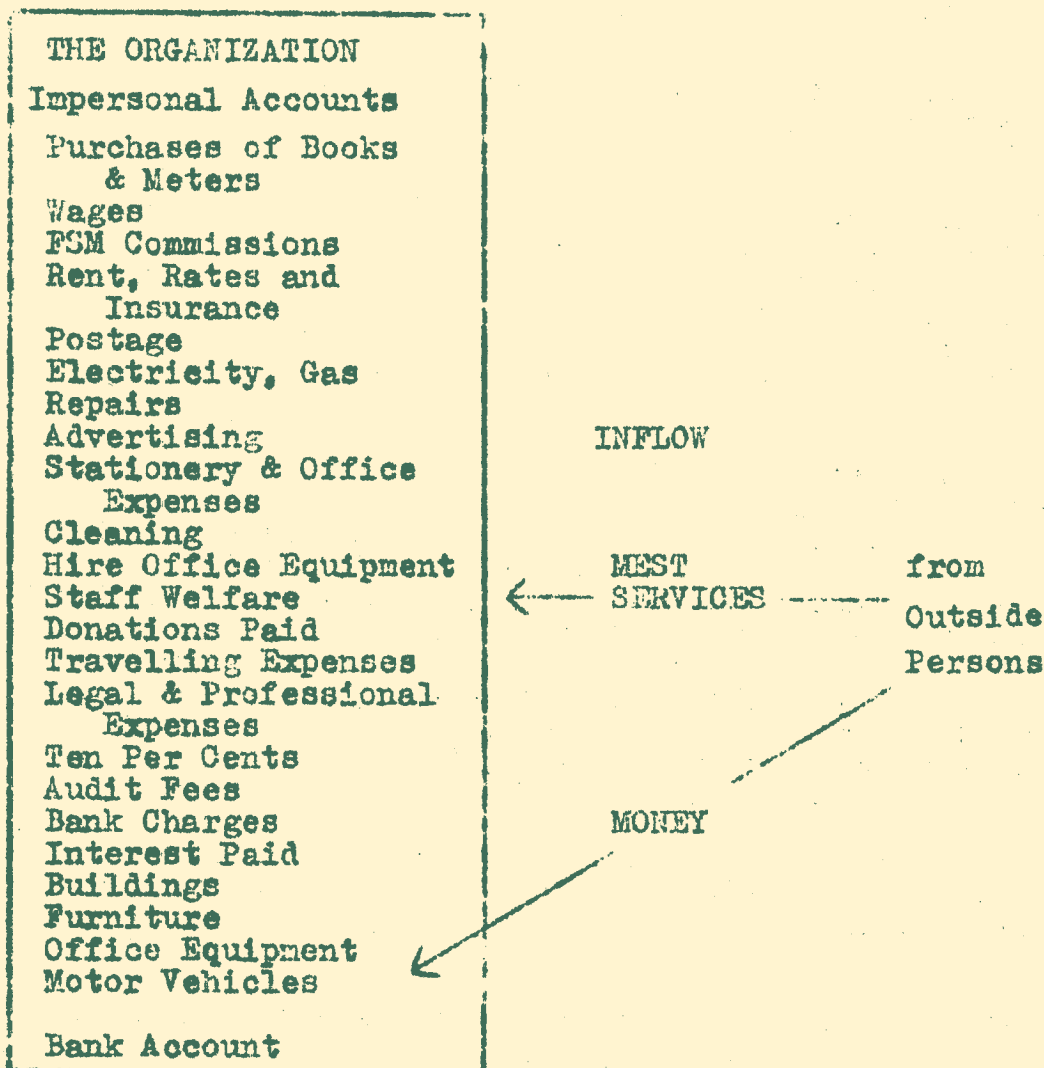 THE ORGANIZATION
Impersonal Accounts
Purchases of Books
& Meters
Wages
FSM Commissions
Rent, Rates and
Insurance
Postage
Electricity, Gas
Repairs
Advertising
Stationery & Office
Expenses
Cleaning
Hire Office Equipment
Staff Welfare
Donations Paid
Travelling Expenses
Legal & Professional
Expenses
Ten Per Cents
Audit Fees
Bank Charges
Interest Paid
Buildings
Furniture
Office Equipment
Motor Vehicles
Bank Account
INFLOW
MEST
SERVICES
from
Outside
Persons
MONEY